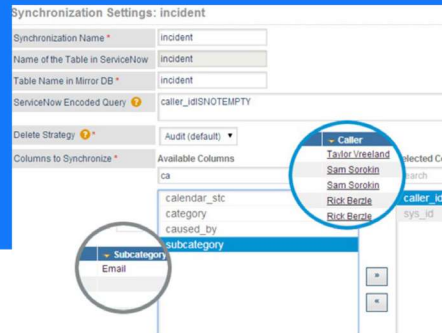 Synchronization Settings: incident
Synchronization Name * incident
Name of the Table in ServiceNow incident
Table Name in Mirror DB * incident
ServiceNow Encoded Query caller_idISNOTEMPTY
Delete Strategy * Audit (default)
Columns to Synchronize * Available Columns
ca
calendar_stc
category
caused_by
subcategory
»
«
Caller
Taylor Vreeland
Sam Sorokin
Sam Sorokin
Rick Berzle
Rick Berzle
elected Co
earch
caller_id
sys_id
Subcategory
Email